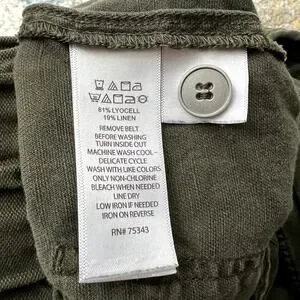 81% LYOCELL
19% LINEN
REMOVE BELT
BEFORE WASHING
TURN INSIDE OUT
MACHINE WASH COOL -
DELICATE CYCLE
WASH WITH LIKE COLORS
ONLY NON-CHLORINE
BLEACH WHEN NEEDED
LINE DRY
LOW IRON IF NEEDED
IRON ON REVERSE
RN# 75343